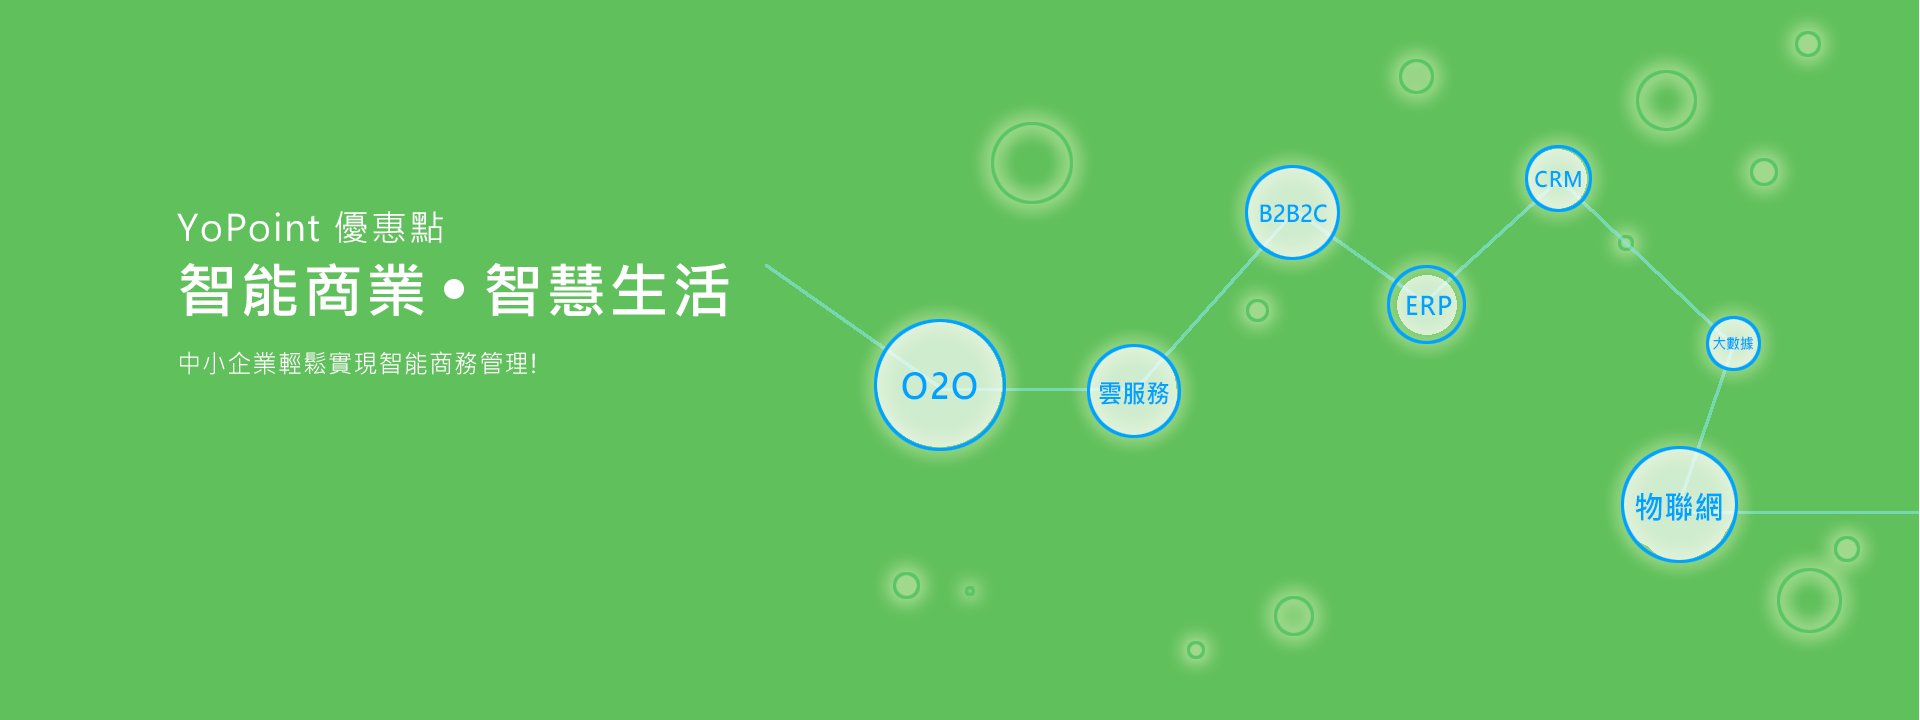 YoPoint 優惠點
智能商業•智慧生活
中小企業輕鬆實現智能商務管理!
O2O
雲服務
B2B2C
ERP
CRM
大數據
物聯網